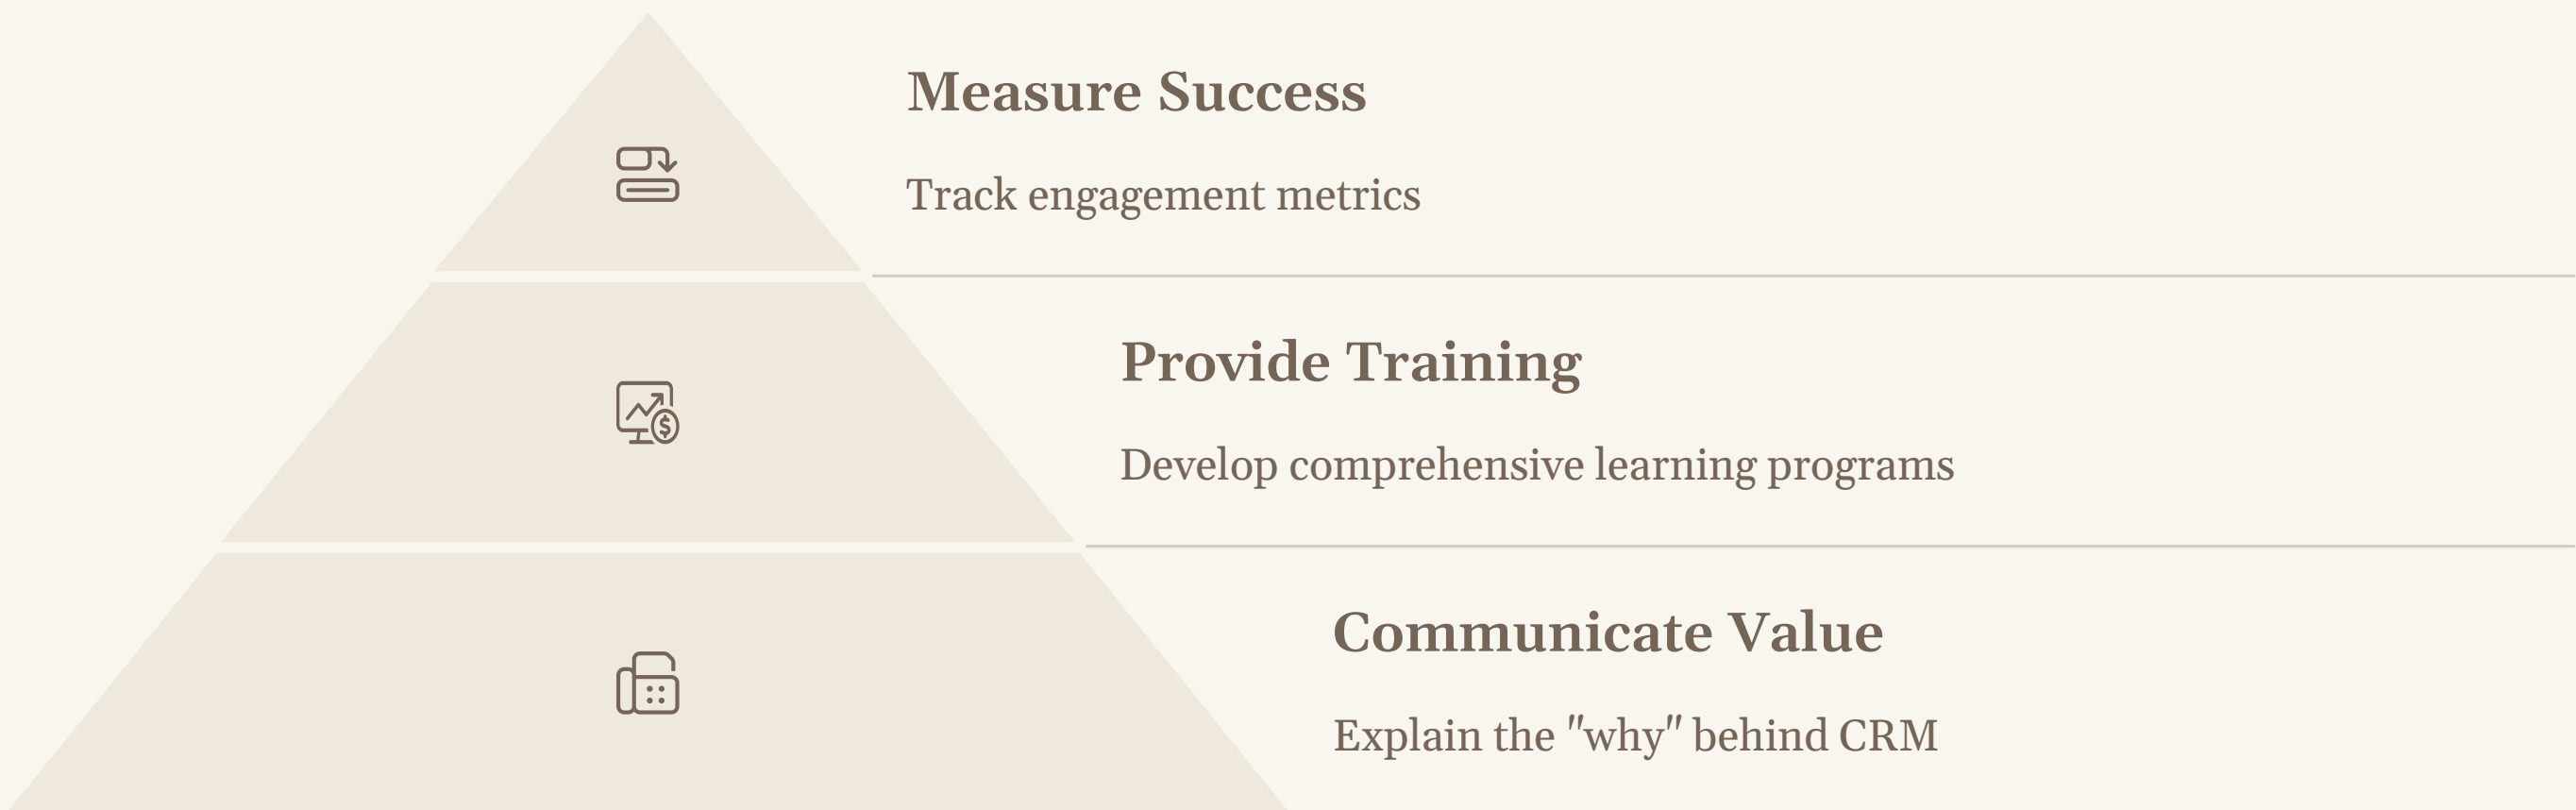 Measure Success
Track engagement metrics
Provide Training
Develop comprehensive learning programs
Communicate Value
Explain the "why" behind CRM